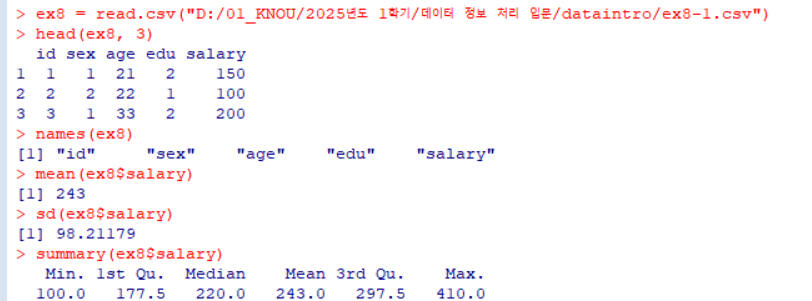 > ex8 = read.csv("D:/01_KNOU/2025년도 1학기/데이터 정보 처리 입문/dataintro/ex8-1.csv")
> head(ex8, 3)
  id sex age edu salary
1  1   1  21   2    150
2  2   2  22   1    100
3  3   1  33   2    200
> names(ex8)
[1] "id"     "sex"    "age"    "edu"    "salary"
> mean(ex8$salary)
[1] 243
> sd(ex8$salary)
[1] 98.21179
> summary(ex8$salary)
   Min. 1st Qu.  Median    Mean 3rd Qu.    Max.
  100.0   177.5   220.0   243.0   297.5   410.0